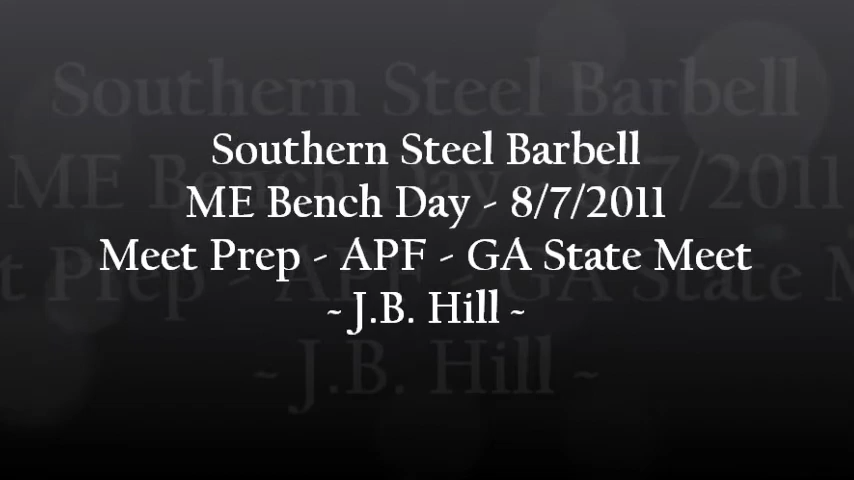 Southern Steel Barbell
ME Bench Day - 8/7/2011
Meet Prep - APF - GA State Meet
~ J.B. Hill ~